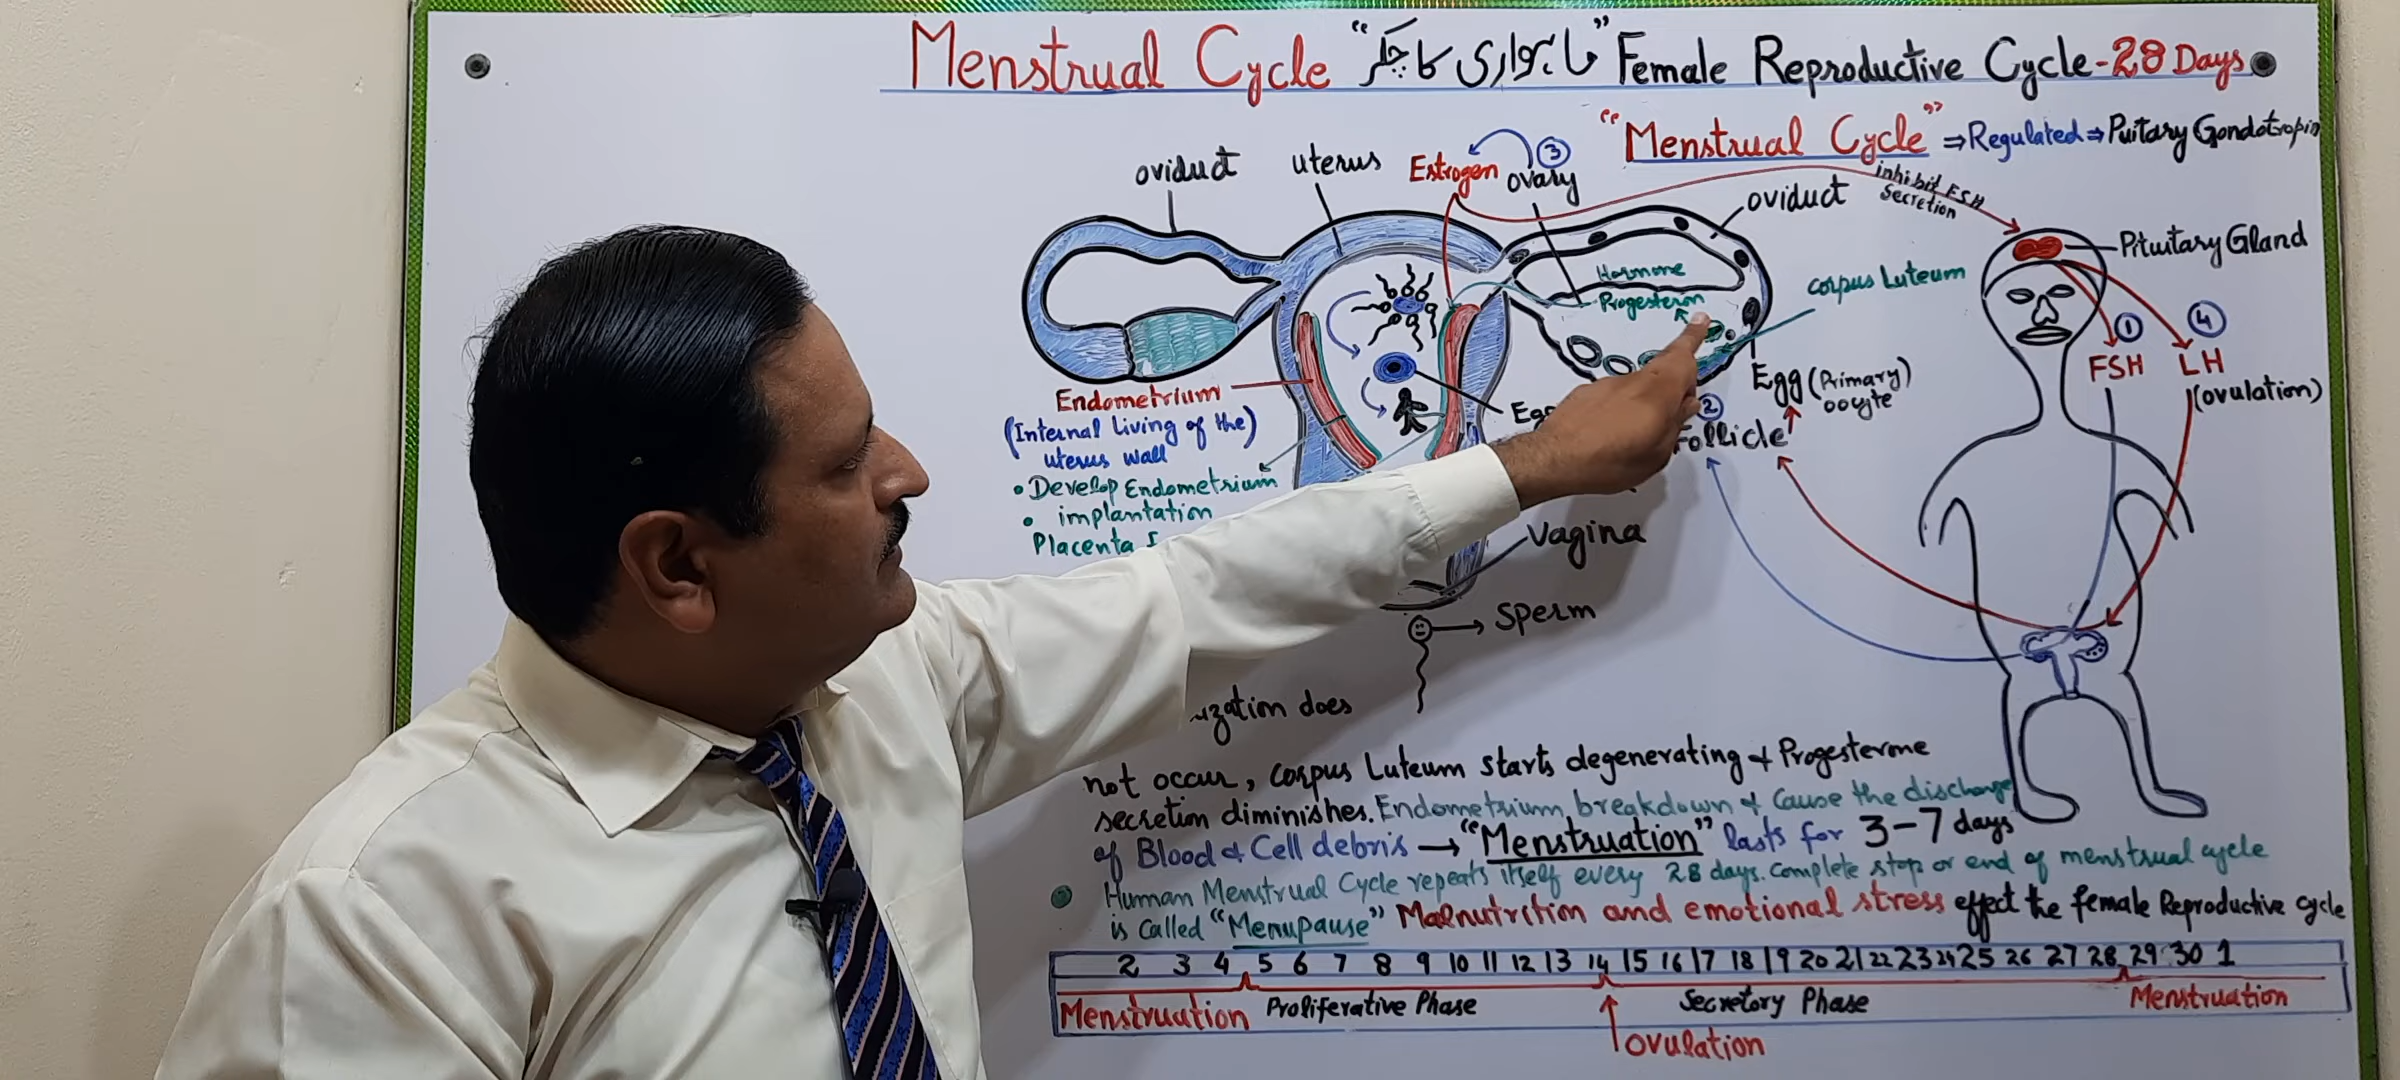 Menstrual Cycle “ماہواری کا چکر” Female Reproductive Cycle-28 Days
“Menstrual Cycle” ⇒ Regulated ⇒ Puitary Gondotropin
oviduct
uterus
Estrogen
3
ovary
inhibit FSH
Secretion
oviduct
Pituitary Gland
Hormone
Progesteron
corpus Luteum
1
FSH
4
LH
(ovulation)
Egg (Primary)
oocyte
2
Follicle
Endometrium
(Internal Living of the)
uterus wall
• Develop Endometrium
• implantation
Placenta
Vagina
Sperm
ization does
not occur, corpus Luteum starts degenerating & Progesterone
secretion diminishes. Endometrium breakdown & cause the discharge
of Blood & Cell debris → “Menstruation” lasts for 3-7 days
Human Menstrual Cycle repeats itself every 28 days. complete stop or end of menstrual cycle
is called “Menupause” Malnutrition and emotional stress effect the female Reproductive cycle
2 3 4 5 6 7 8 9 10 11 12 13 14 15 16 17 18 19 20 21 22 23 24 25 26 27 28 29 30 1
Menstruation Proliferative Phase Secretory Phase Menstruation
ovulation